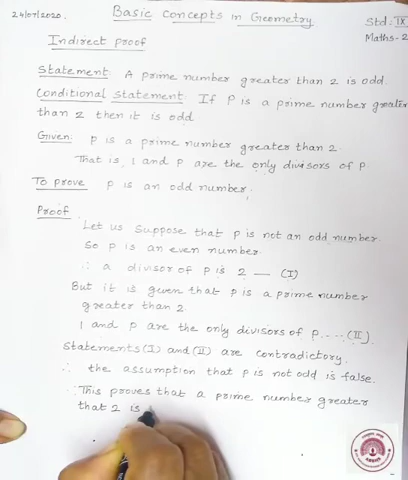 24/07/2020.
Basic Concepts in Geometry
Std: IX
Maths-2
Indirect proof
Statement: A prime number greater than 2 is odd.
Conditional Statement: If P is a prime number greater
than 2 then it is odd.
Given: p is a prime number greater than 2.
That is, 1 and p are the only divisors of p.
To prove p is an odd number.
Proof
Let us suppose that p is not an odd number.
So p is an even number.
∴ a divisor of p is 2 — (I)
But it is given that p is a prime number
greater than 2.
1 and p are the only divisors of p.... (II).
Statements (I) and (II) are contradictory.
∴ the assumption that p is not odd is false.
∴ This proves that a prime number greater
that 2 is